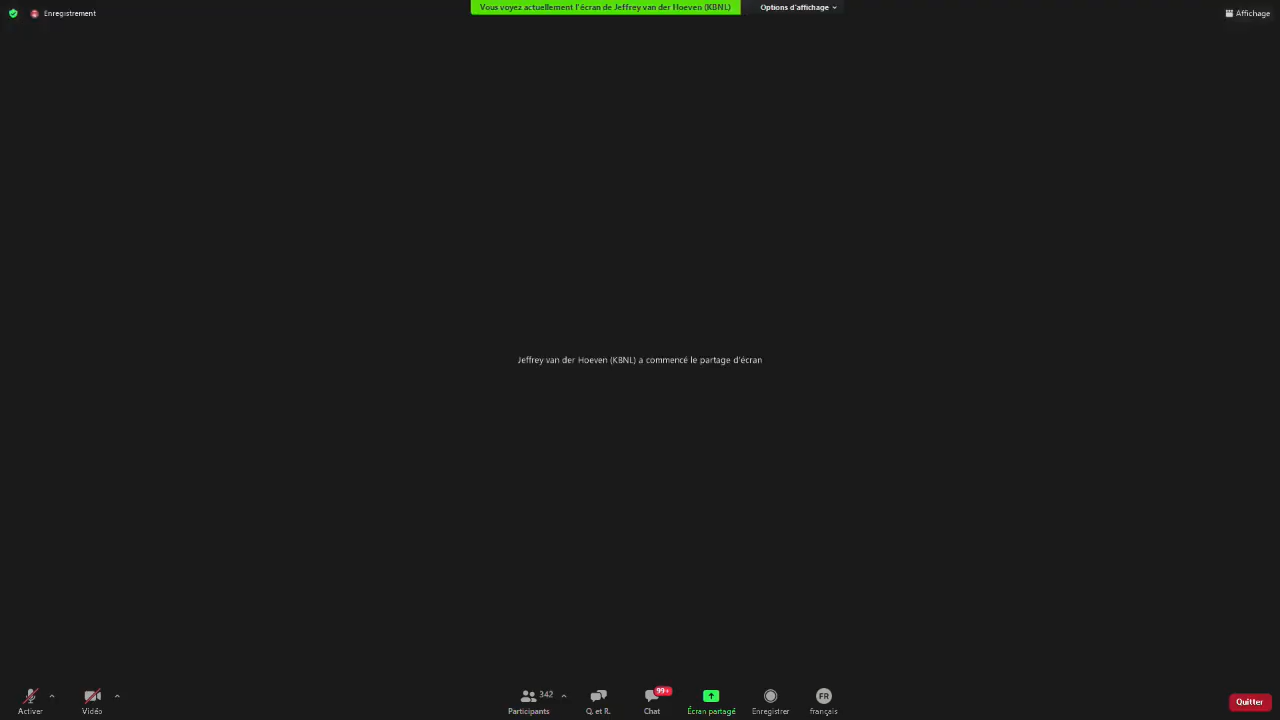 Enregistrement
Vous voyez actuellement l'écran de Jeffrey van der Hoeven (KBNL)
Options d'affichage
Affichage
Jeffrey van der Hoeven (KBNL) a commencé le partage d'écran
Activer
Vidéo
342
Participants
Q. et R.
99+
Chat
Écran partagé
Enregistrer
FR
français
Quitter